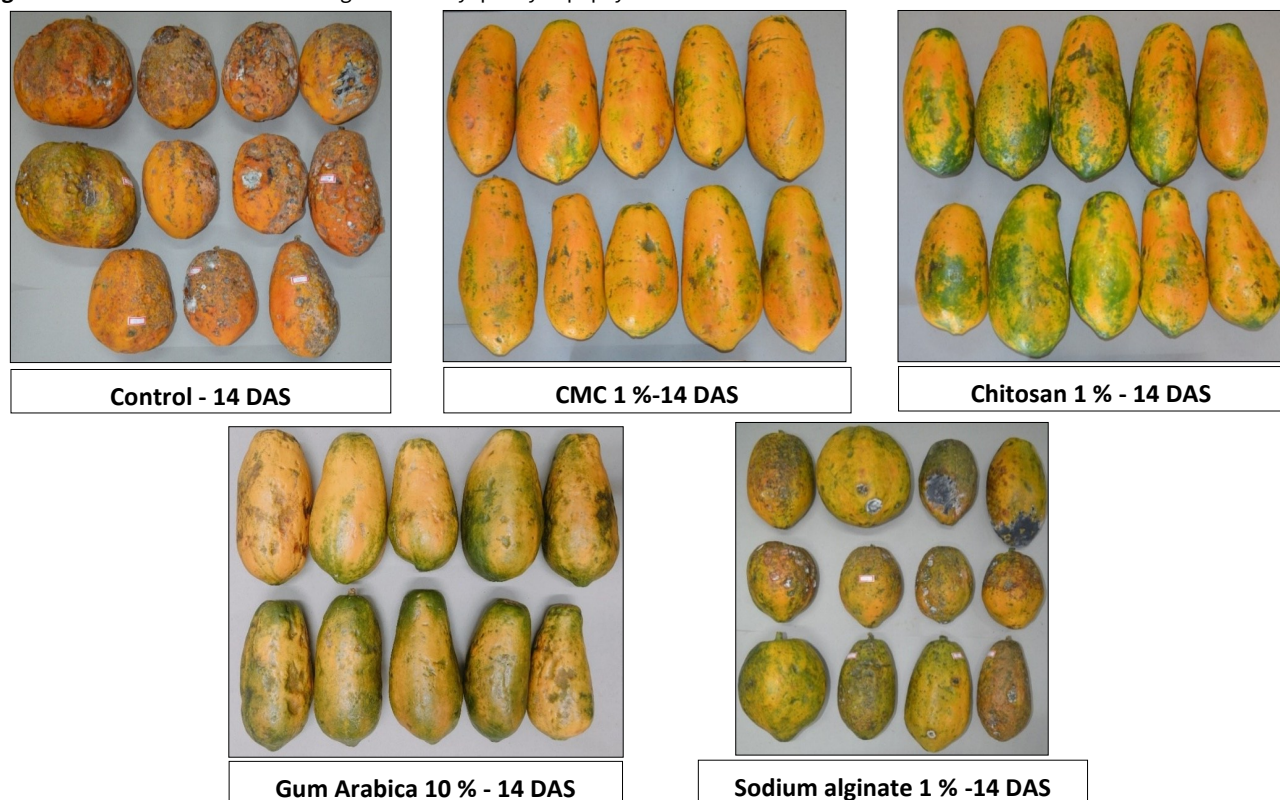 Control - 14 DAS
CMC 1 %-14 DAS
Chitosan 1 % - 14 DAS
Gum Arabica 10 % - 14 DAS
Sodium alginate 1 % -14 DAS